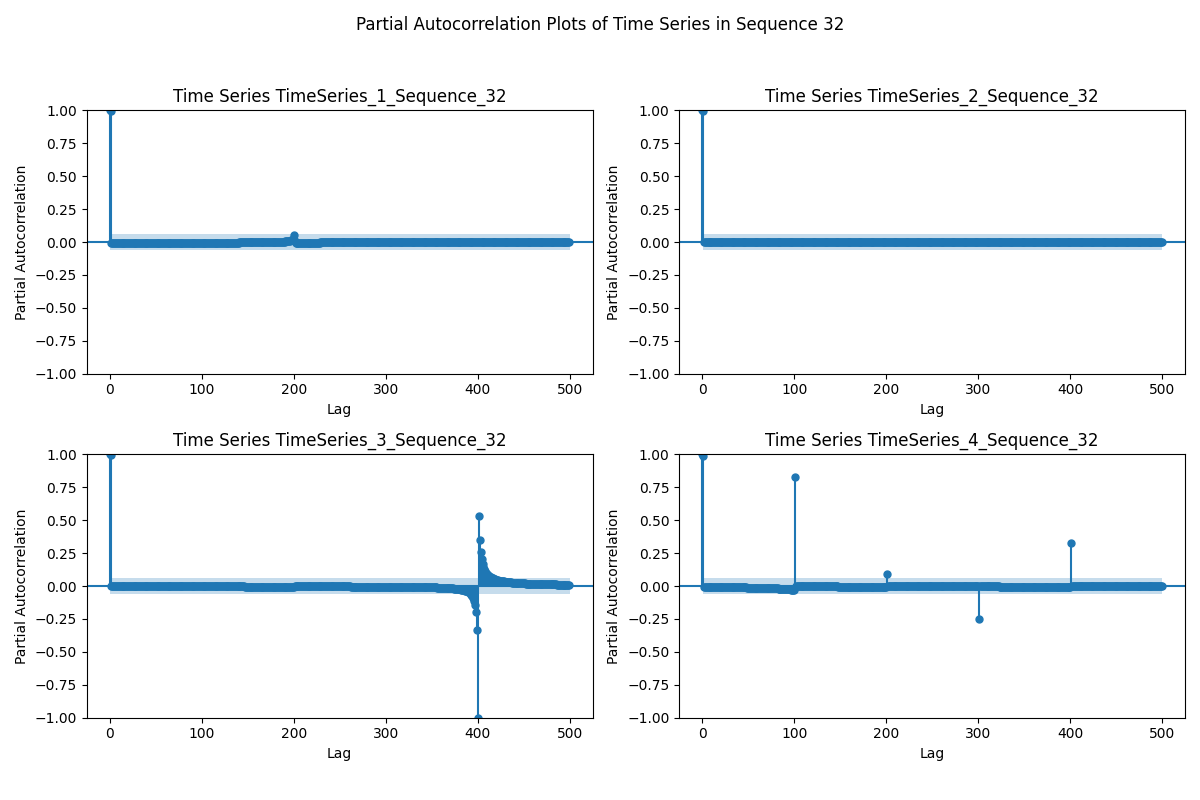 Partial Autocorrelation Plots of Time Series in Sequence 32
Time Series TimeSeries_1_Sequence_32
1.00
0.75
0.50
0.25
0.00
−0.25
−0.50
−0.75
−1.00
Partial Autocorrelation
0 100 200 300 400 500
Lag
Time Series TimeSeries_2_Sequence_32
1.00
0.75
0.50
0.25
0.00
−0.25
−0.50
−0.75
−1.00
Partial Autocorrelation
0 100 200 300 400 500
Lag
Time Series TimeSeries_3_Sequence_32
1.00
0.75
0.50
0.25
0.00
−0.25
−0.50
−0.75
−1.00
Partial Autocorrelation
0 100 200 300 400 500
Lag
Time Series TimeSeries_4_Sequence_32
1.00
0.75
0.50
0.25
0.00
−0.25
−0.50
−0.75
−1.00
Partial Autocorrelation
0 100 200 300 400 500
Lag